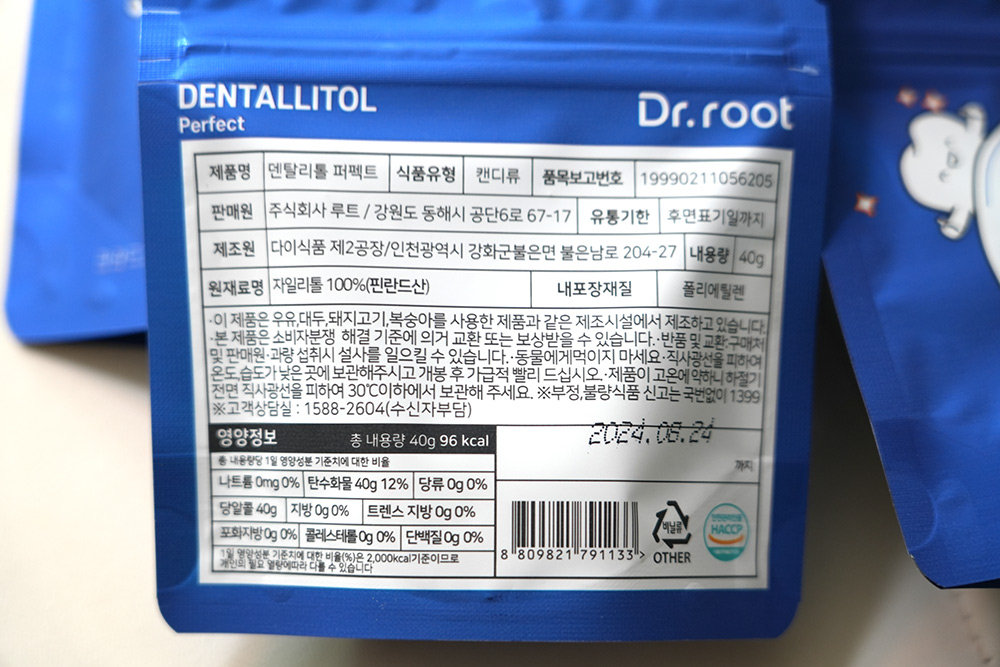 DENTALLITOL
Perfect
Dr.root
제품명 덴탈리톨 퍼펙트 식품유형 캔디류 품목보고번호 19990211056205
판매원 주식회사 루트 / 강원도 동해시 공단6로 67-17 유통기한 후면표기일까지
제조원 다이식품 제2공장/인천광역시 강화군불은면 불은남로 204-27 내용량 40g
원재료명 자일리톨 100%(핀란드산) 내포장재질 폴리에틸렌
·이 제품은 우유,대두,돼지고기,복숭아를 사용한 제품과 같은 제조시설에서 제조하고 있습니다.
·본 제품은 소비자분쟁 해결 기준에 의거 교환 또는 보상받을 수 있습니다.·반품 및 교환:구매처
및 판매원·과량 섭취시 설사를 일으킬 수 있습니다.·동물에게먹이지 마세요·직사광선을 피하여
온도,습도가 낮은 곳에 보관해주시고 개봉 후 가급적 빨리 드십시오.·제품이 고온에 약하니 하절기
전면 직사광선을 피하여 30℃이하에서 보관해 주세요. ※부정,불량식품 신고는 국번없이 1399
※고객상담실 : 1588-2604(수신자부담)
영양정보 총 내용량 40g 96 kcal
총 내용량당 1일 영양성분 기준치에 대한 비율
나트륨 0mg 0% 탄수화물 40g 12% 당류 0g 0%
당알콜 40g 지방 0g 0% 트렌스 지방 0g 0%
포화지방 0g 0% 콜레스테롤 0g 0% 단백질 0g 0%
1일 영양성분 기준치에 대한 비율(%)은 2,000kcal기준이므로
개인의 필요 열량에따라 다를 수 있습니다
2024.08.24
까지
8 809821 791133 >
비닐류
OTHER
HACCP